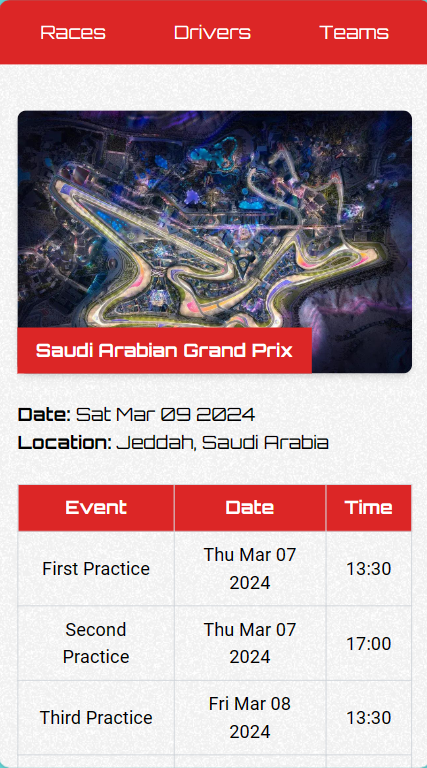 Races Drivers Teams
Saudi Arabian Grand Prix
Date: Sat Mar 09 2024
Location: Jeddah, Saudi Arabia
Event Date Time
First Practice Thu Mar 07 2024 13:30
Second Practice Thu Mar 07 2024 17:00
Third Practice Fri Mar 08 2024 13:30